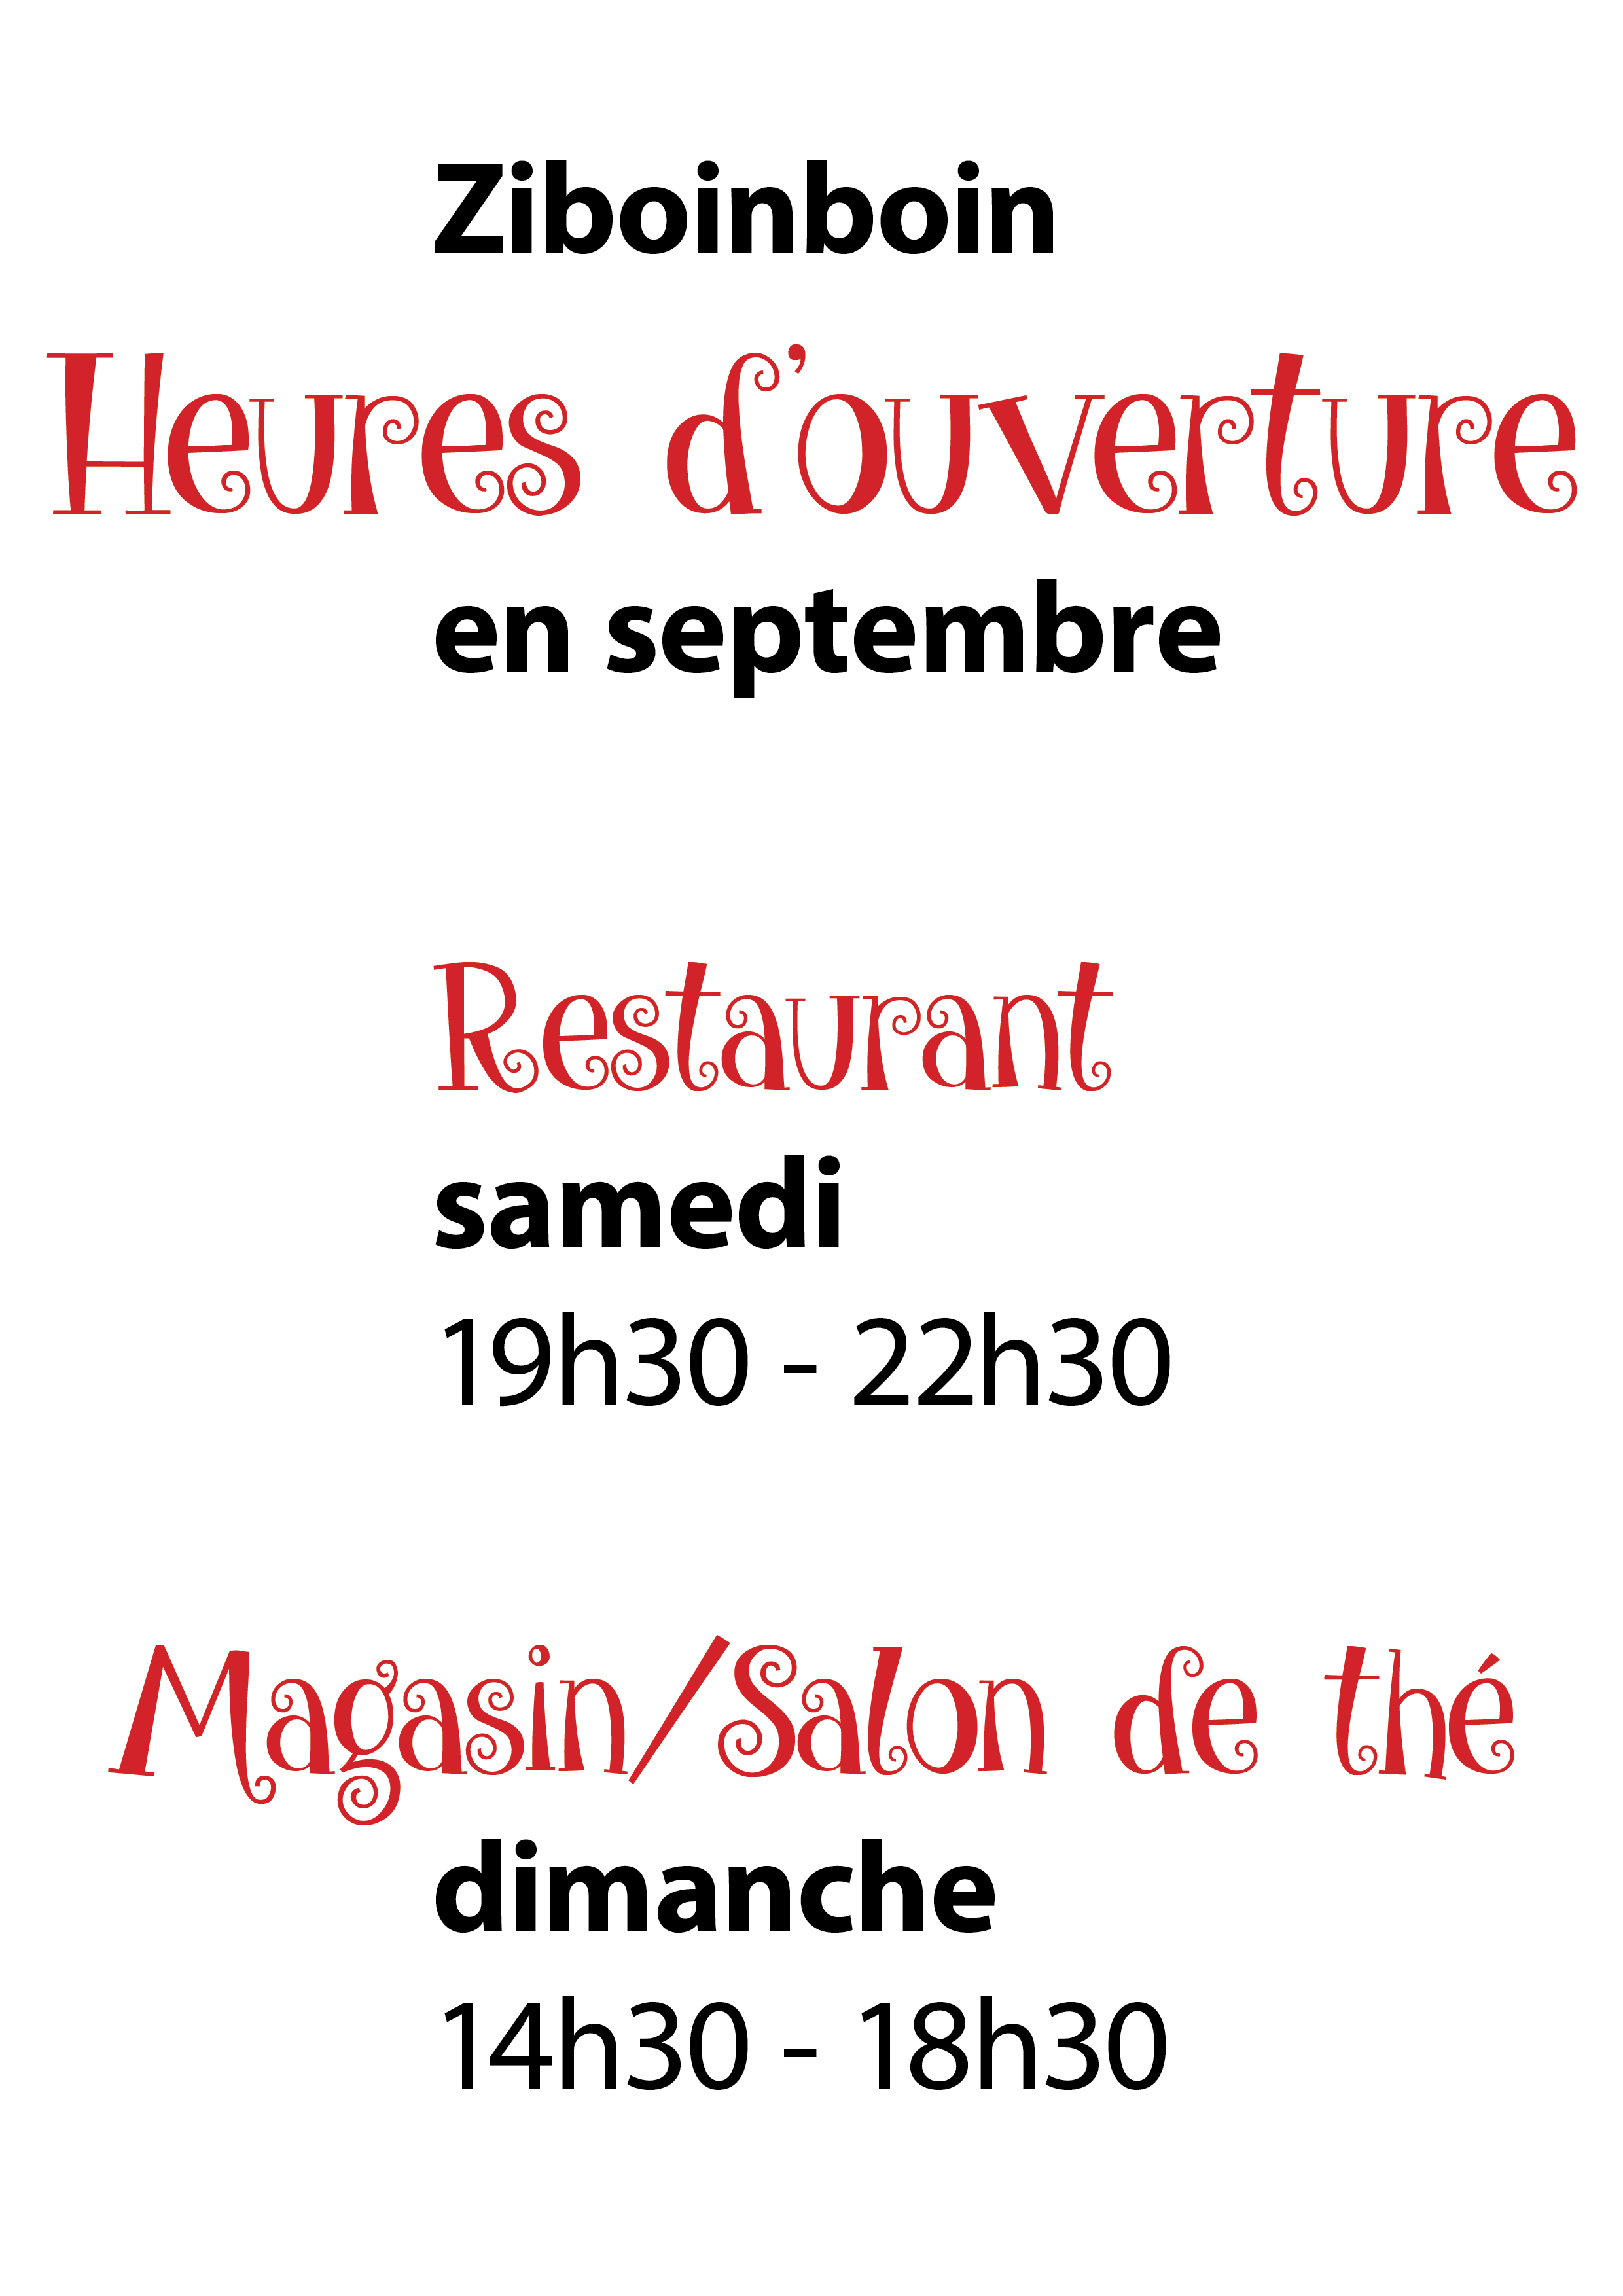 Ziboinboin
Heures d’ouverture
en septembre
Restaurant
samedi
19h30 - 22h30
Magasin/Salon de thé
dimanche
14h30 - 18h30